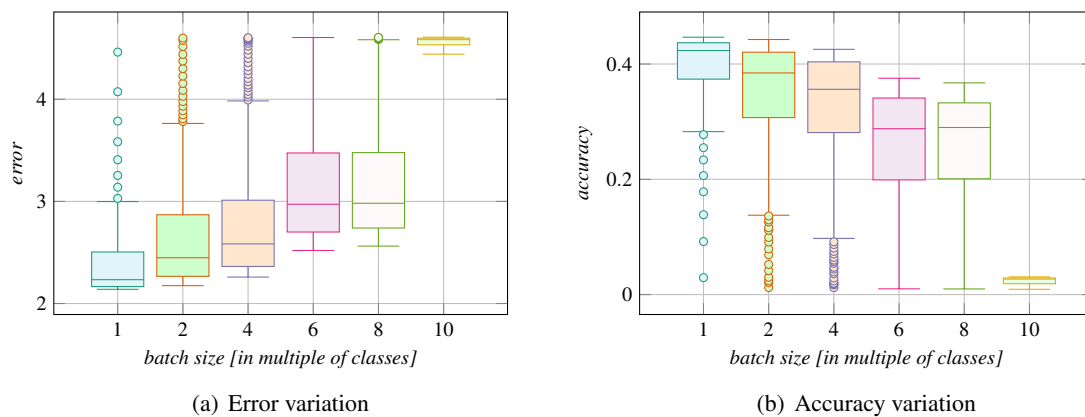 4
3
2
error
1 2 4 6 8 10
batch size [in multiple of classes]
(a) Error variation
0.4
0.2
0
accuracy
1 2 4 6 8 10
batch size [in multiple of classes]
(b) Accuracy variation